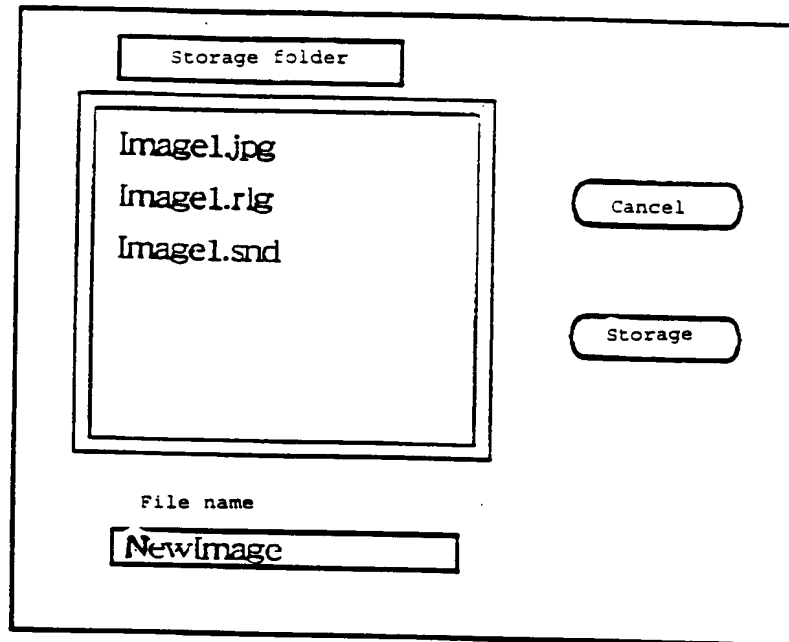 Storage folder
Image1.jpg
Image1.rlg
Image1.snd
Cancel
Storage
File name
NewImage